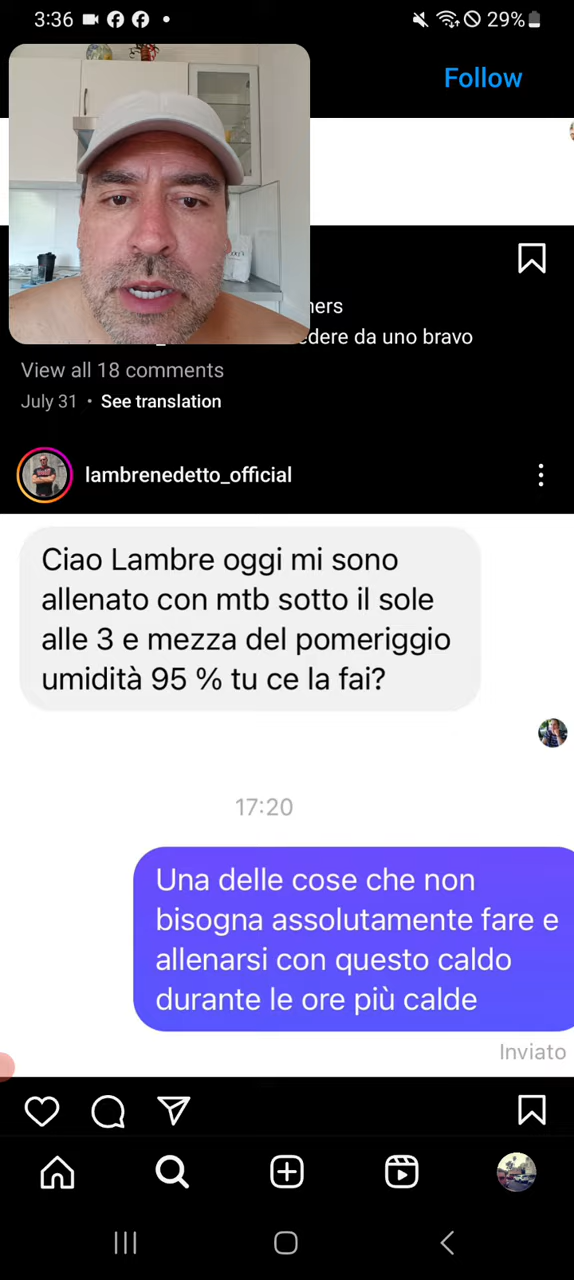 3:36
29%
Follow
ners
edere da uno bravo
View all 18 comments
July 31 • See translation
lambrenedetto_official
Ciao Lambre oggi mi sono
allenato con mtb sotto il sole
alle 3 e mezza del pomeriggio
umidità 95 % tu ce la fai?
17:20
Una delle cose che non
bisogna assolutamente fare e
allenarsi con questo caldo
durante le ore più calde
Inviato